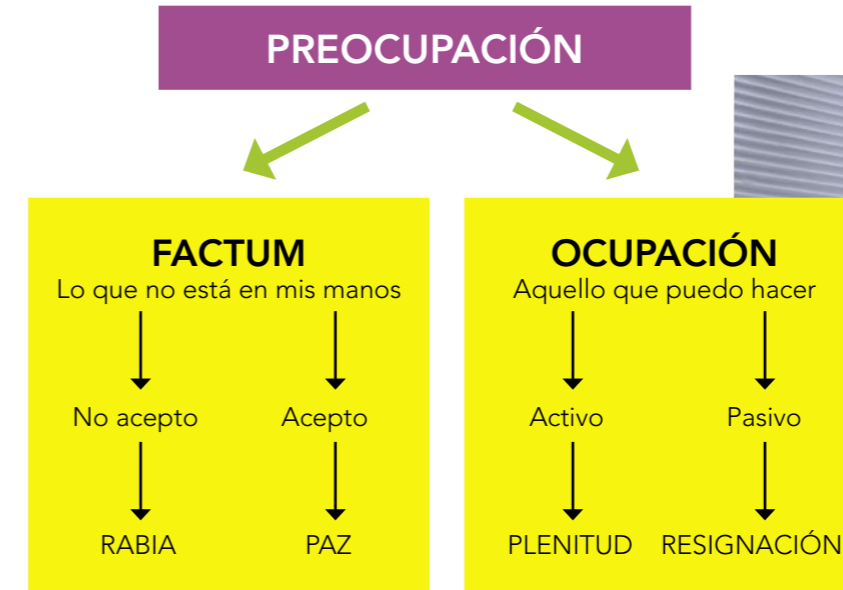 PREOCUPACIÓN
FACTUM
Lo que no está en mis manos
No acepto
Acepto
RABIA
PAZ
OCUPACIÓN
Aquello que puedo hacer
Activo
Pasivo
PLENITUD
RESIGNACIÓN